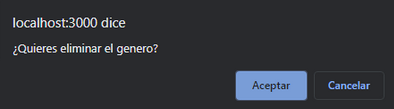 localhost:3000 dice
¿Quieres eliminar el genero?
Aceptar
Cancelar